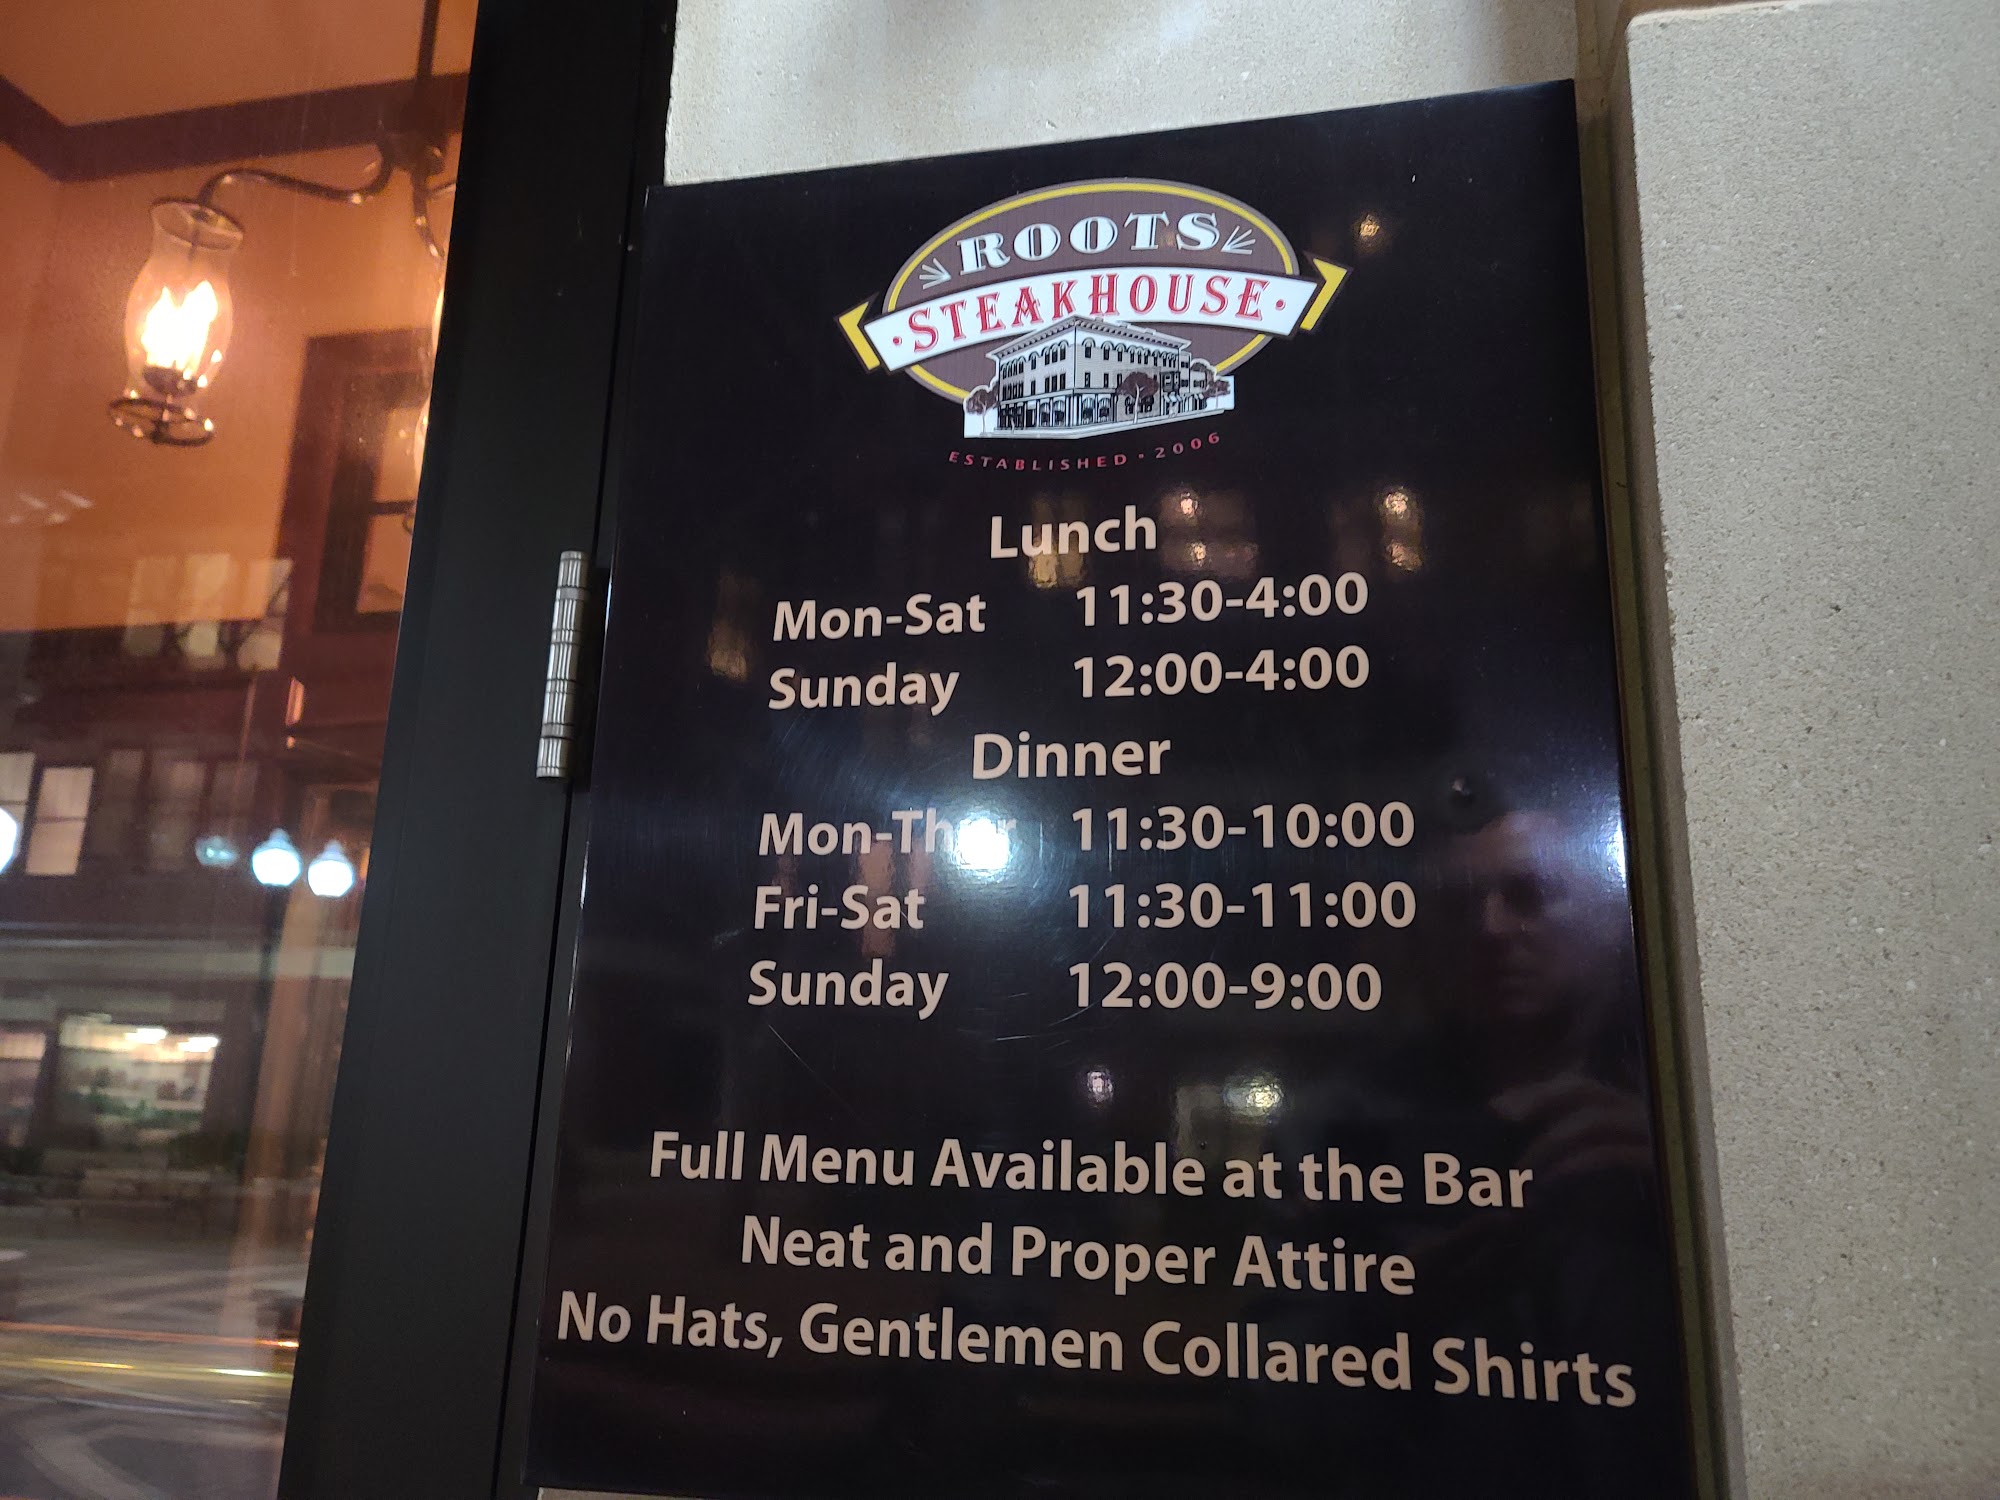 ROOTS
· STEAKHOUSE ·
ESTABLISHED · 2006
Lunch
Mon-Sat 11:30-4:00
Sunday 12:00-4:00
Dinner
Mon-Thur 11:30-10:00
Fri-Sat 11:30-11:00
Sunday 12:00-9:00
Full Menu Available at the Bar
Neat and Proper Attire
No Hats, Gentlemen Collared Shirts